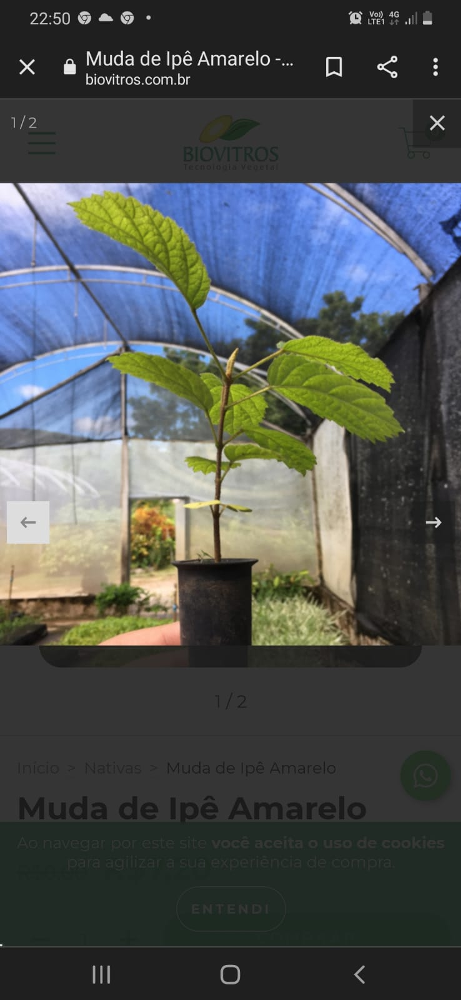 22:50
Vo)) 4G
LTE1
Muda de Ipê Amarelo -...
biovitros.com.br
1 / 2
BIOVITROS
Tecnologia Vegetal
1 / 2
Início > Nativas > Muda de Ipê Amarelo
Muda de Ipê Amarelo
Ao navegar por este site você aceita o uso de cookies
para agilizar a sua experiência de compra.
ENTENDI